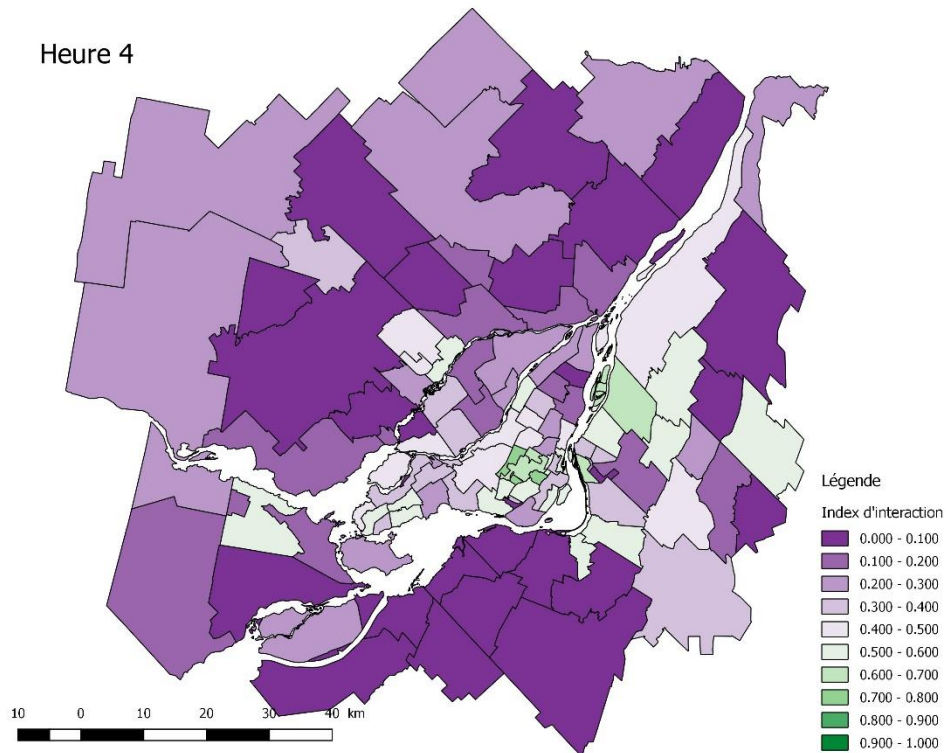 Heure 4
Légende
Index d'interaction
0.000 - 0.100
0.100 - 0.200
0.200 - 0.300
0.300 - 0.400
0.400 - 0.500
0.500 - 0.600
0.600 - 0.700
0.700 - 0.800
0.800 - 0.900
0.900 - 1.000
10 0 10 20 30 40 km